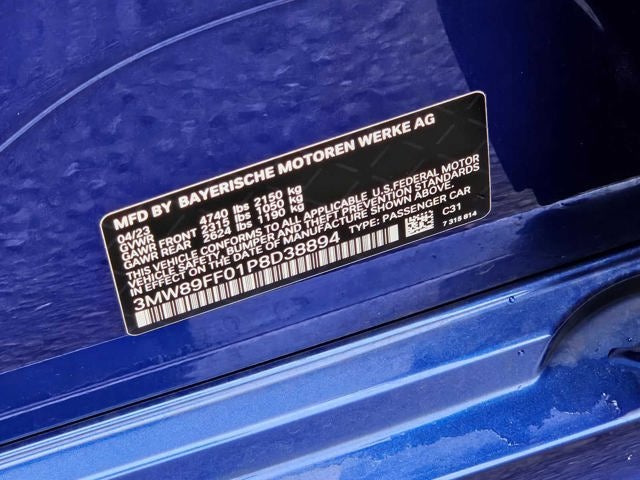 MFD BY BAYERISCHE MOTOREN WERKE AG
04/23
GVWR 4740 lbs 2150 kg
GAWR FRONT 2315 lbs 1050 kg
GAWR REAR 2624 lbs 1190 kg
THIS VEHICLE CONFORMS TO ALL APPLICABLE U.S.FEDERAL MOTOR
VEHICLE SAFETY, BUMPER AND THEFT PREVENTION STANDARDS
IN EFFECT ON THE DATE OF MANUFACTURE SHOWN ABOVE.
3MW89FF01P8D38894 TYPE: PASSENGER CAR
C31
7 315 814